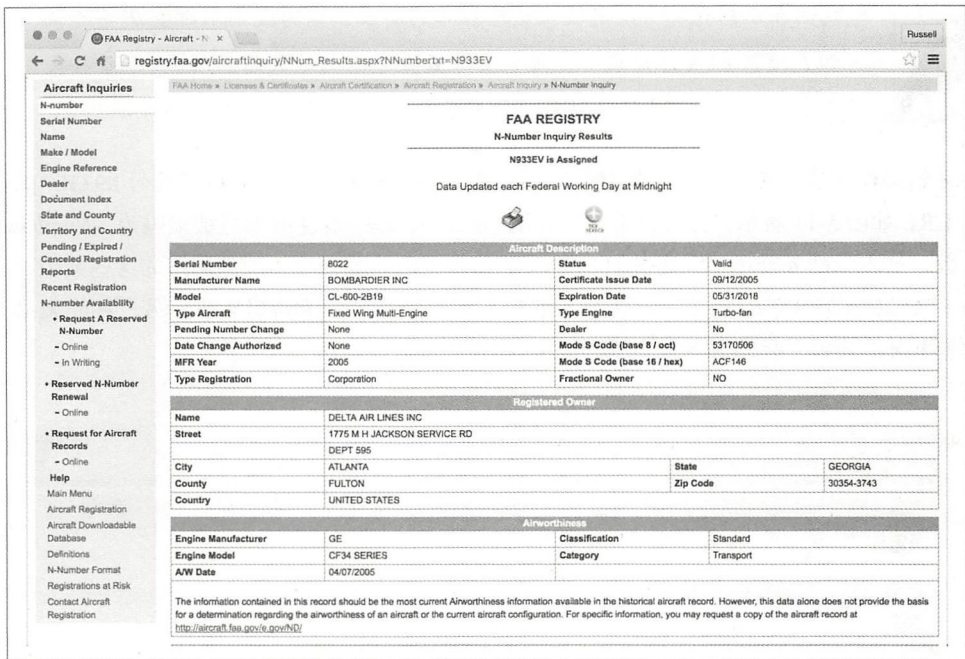 FAA Registry - Aircraft - N ×
Russell
registry.faa.gov/aircraftinquiry/NNum_Results.aspx?NNumbertxt=N933EV
Aircraft Inquiries
N-number
Serial Number
Name
Make / Model
Engine Reference
Dealer
Document Index
State and County
Territory and Country
Pending / Expired /
Canceled Registration
Reports
Recent Registration
N-number Availability
• Request A Reserved
N-Number
- Online
- In Writing
• Reserved N-Number
Renewal
- Online
• Request for Aircraft
Records
- Online
Help
Main Menu
Aircraft Registration
Aircraft Downloadable
Database
Definitions
N-Number Format
Registrations at Risk
Contact Aircraft
Registration
FAA Home » Licenses & Certificates » Aircraft Certification » Aircraft Registration » Aircraft Inquiry » N-Number Inquiry
FAA REGISTRY
N-Number Inquiry Results
N933EV is Assigned
Data Updated each Federal Working Day at Midnight
Aircraft Description
Serial Number 8022 Status Valid
Manufacturer Name BOMBARDIER INC Certificate Issue Date 09/12/2005
Model CL-600-2B19 Expiration Date 05/31/2018
Type Aircraft Fixed Wing Multi-Engine Type Engine Turbo-fan
Pending Number Change None Dealer No
Date Change Authorized None Mode S Code (base 8 / oct) 53170506
MFR Year 2005 Mode S Code (base 16 / hex) ACF146
Type Registration Corporation Fractional Owner NO
Registered Owner
Name DELTA AIR LINES INC
Street 1775 M H JACKSON SERVICE RD
DEPT 595
City ATLANTA State GEORGIA
County FULTON Zip Code 30354-3743
Country UNITED STATES
Airworthiness
Engine Manufacturer GE Classification Standard
Engine Model CF34 SERIES Category Transport
A/W Date 04/07/2005
The information contained in this record should be the most current Airworthiness information available in the historical aircraft record. However, this data alone does not provide the basis
for a determination regarding the airworthiness of an aircraft or the current aircraft configuration. For specific information, you may request a copy of the aircraft record at
http://aircraft.faa.gov/e.gov/ND/